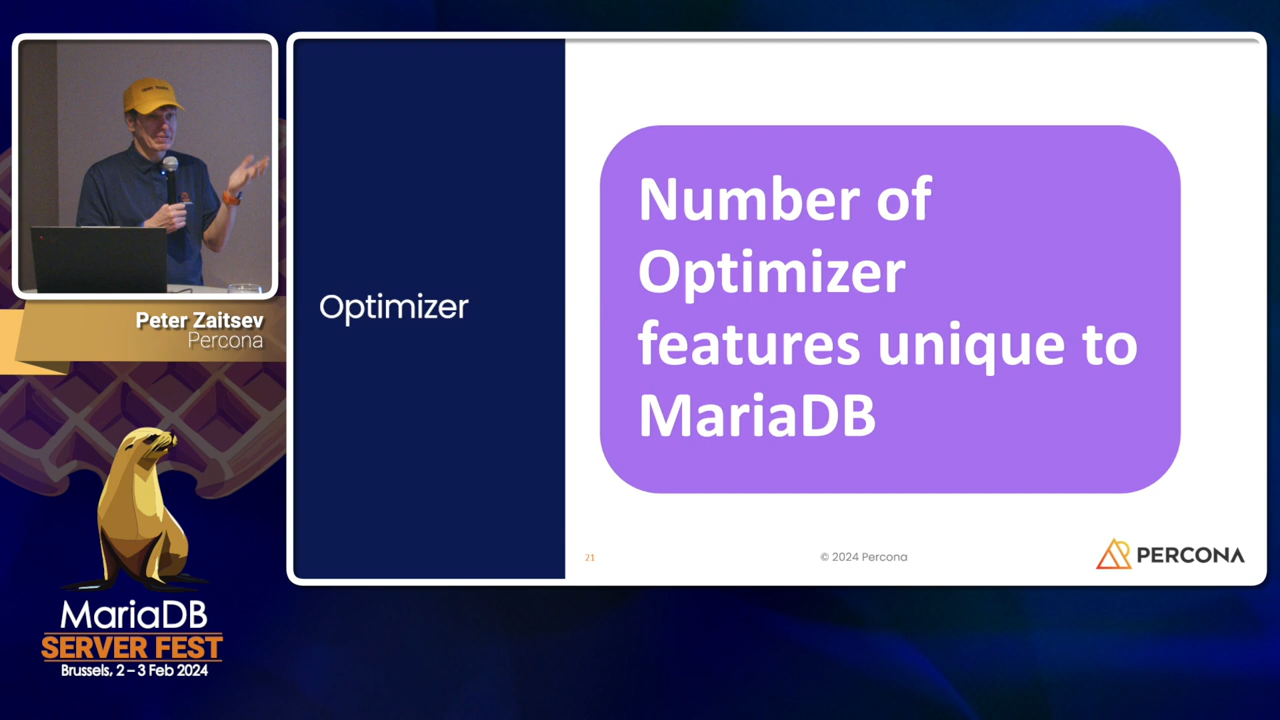 Peter Zaitsev
Percona
MariaDB
SERVER FEST
Brussels, 2 – 3 Feb 2024
Optimizer
Number of
Optimizer
features unique to
MariaDB
21
© 2024 Percona
PERCONA